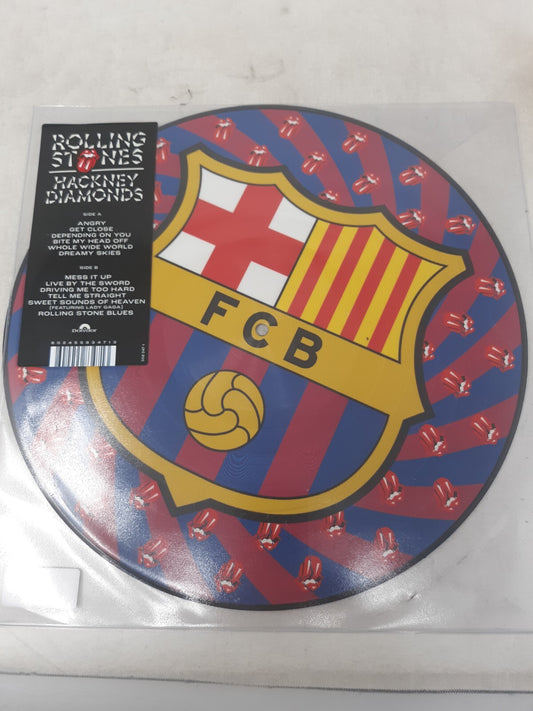 ROLLING
STONES
HACKNEY
DIAMONDS
SIDE A
ANGRY
GET CLOSE
DEPENDING ON YOU
BITE MY HEAD OFF
WHOLE WIDE WORLD
DREAMY SKIES
SIDE B
MESS IT UP
LIVE BY THE SWORD
DRIVING ME TOO HARD
TELL ME STRAIGHT
SWEET SOUNDS OF HEAVEN
(FEATURING LADY GAGA)
ROLLING STONE BLUES
polydor
FCB